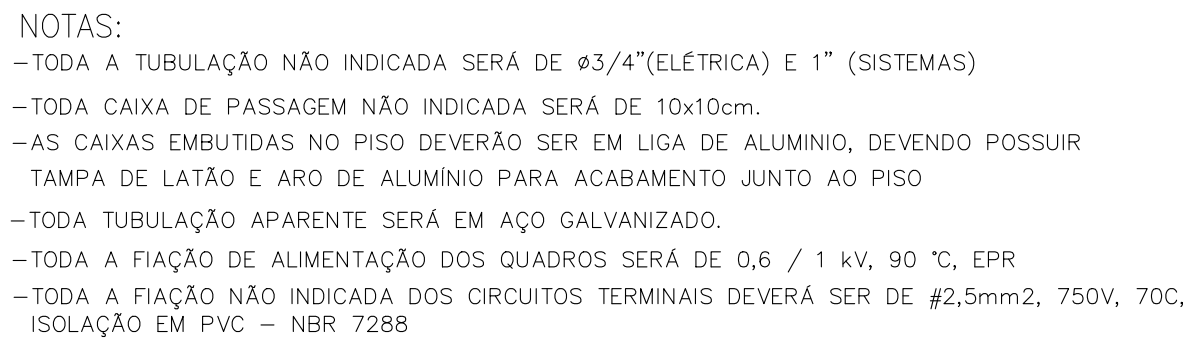 NOTAS:
-TODA A TUBULAÇÃO NÃO INDICADA SERÁ DE ø3/4”(ELÉTRICA) E 1” (SISTEMAS)
-TODA CAIXA DE PASSAGEM NÃO INDICADA SERÁ DE 10x10cm.
-AS CAIXAS EMBUTIDAS NO PISO DEVERÃO SER EM LIGA DE ALUMINIO, DEVENDO POSSUIR
TAMPA DE LATÃO E ARO DE ALUMÍNIO PARA ACABAMENTO JUNTO AO PISO
-TODA TUBULAÇÃO APARENTE SERÁ EM AÇO GALVANIZADO.
-TODA A FIAÇÃO DE ALIMENTAÇÃO DOS QUADROS SERÁ DE 0,6 / 1 kV, 90 °C, EPR
-TODA A FIAÇÃO NÃO INDICADA DOS CIRCUITOS TERMINAIS DEVERÁ SER DE #2,5mm2, 750V, 70C,
ISOLAÇÃO EM PVC - NBR 7288